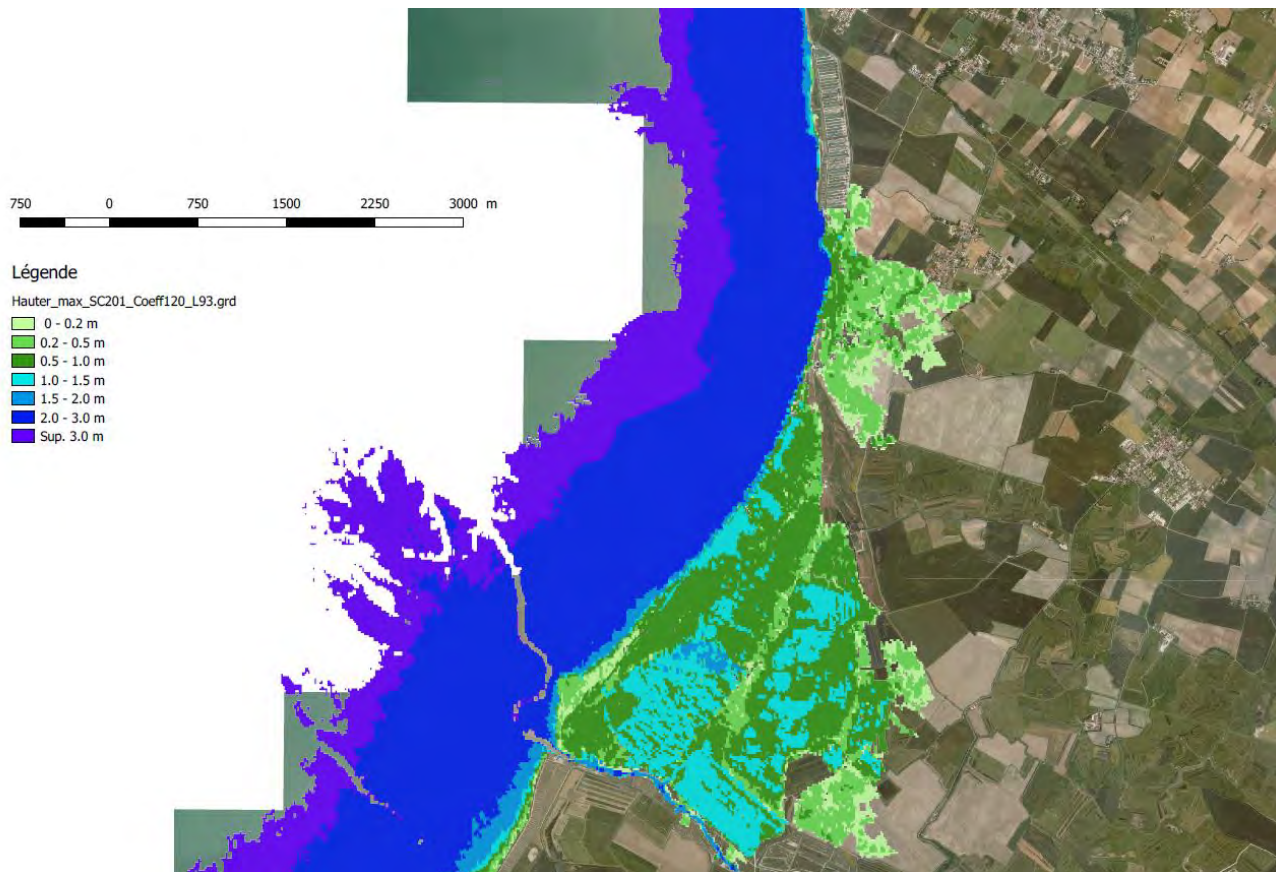 750 0 750 1500 2250 3000 m
Légende
Hauter_max_SC201_Coeff120_L93.grd
0 - 0.2 m
0.2 - 0.5 m
0.5 - 1.0 m
1.0 - 1.5 m
1.5 - 2.0 m
2.0 - 3.0 m
Sup. 3.0 m